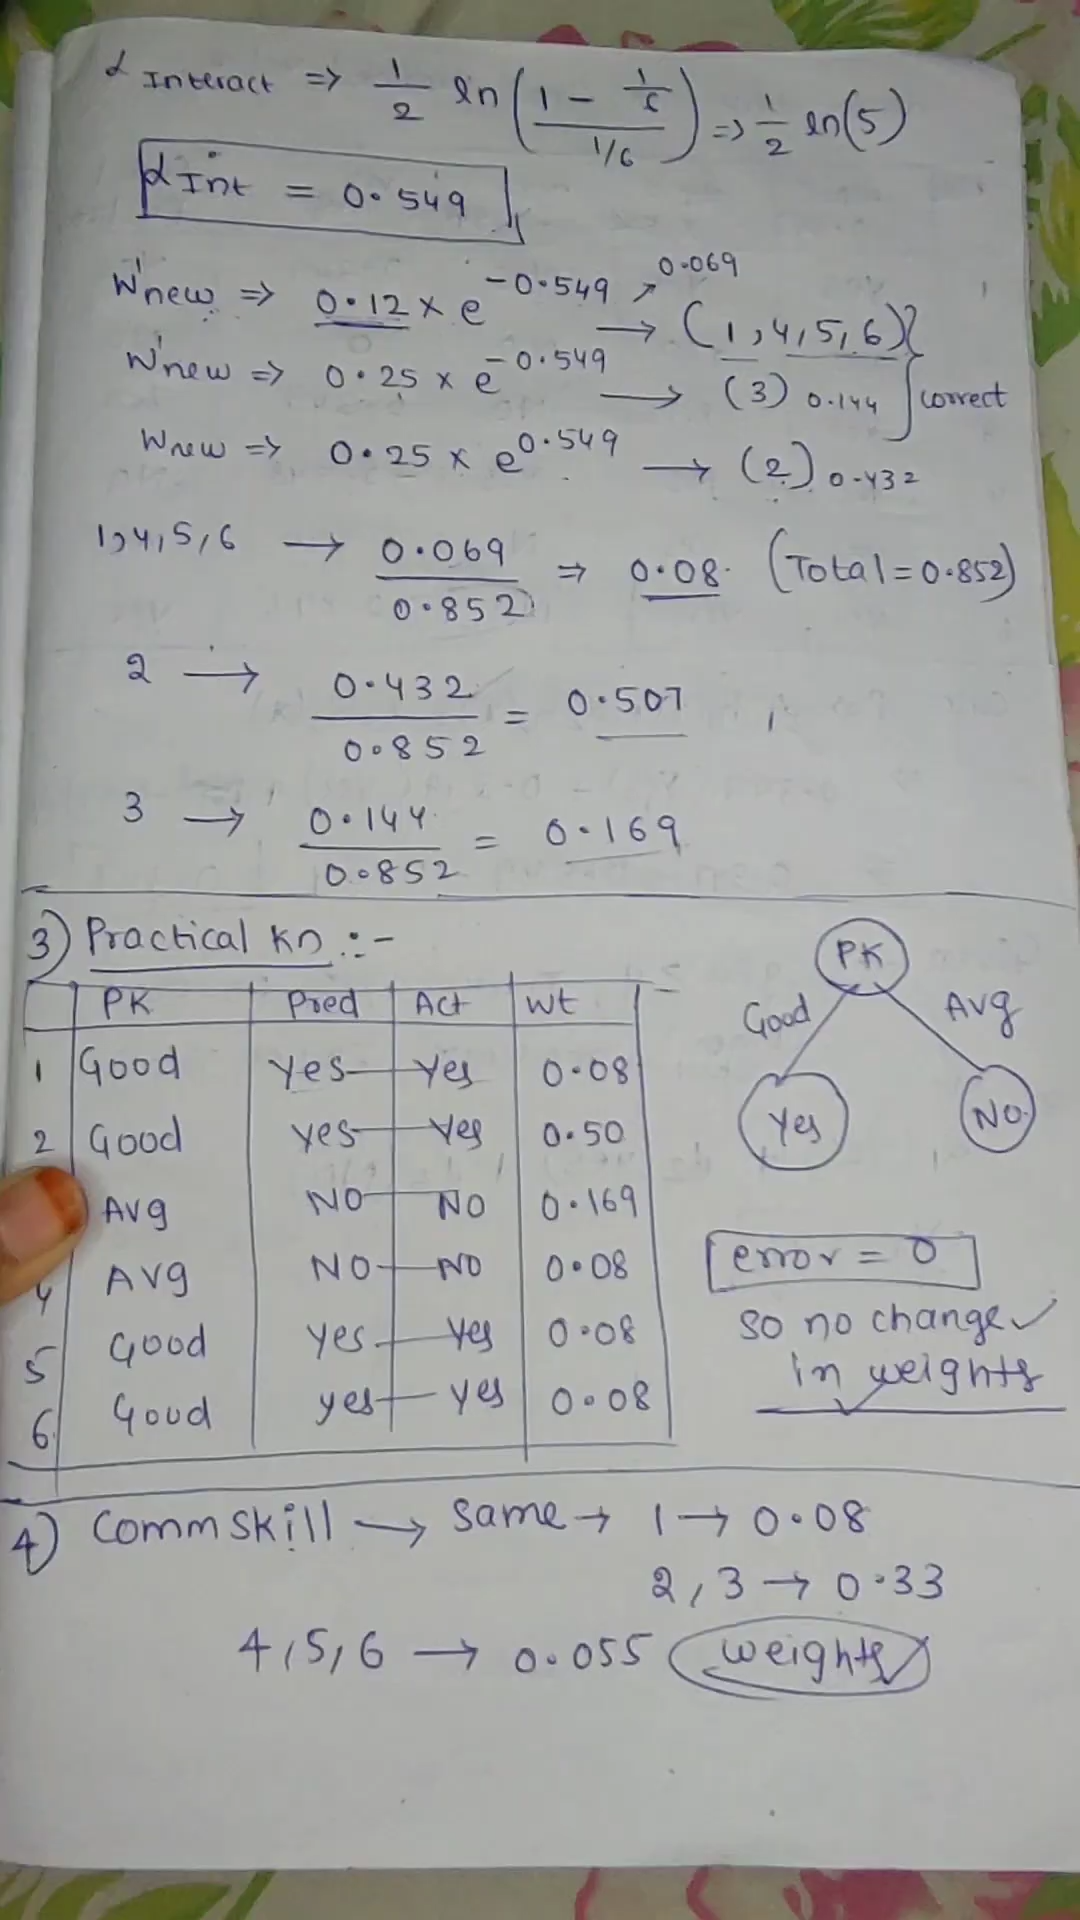 α Interact => 1/2 ln((1 - 1/6)/(1/6)) => 1/2 ln(5)
α Int = 0.549
W'new => 0.12 x e^-0.549 ↗ 0.069 → (1,4,5,6)}
W'new => 0.25 x e^-0.549 → (3) 0.144 } correct
Wnew => 0.25 x e^0.549 → (2) 0.432
1,4,5,6 → 0.069/0.852 => 0.08. (Total = 0.852)
2 → 0.432/0.852 = 0.507
3 → 0.144/0.852 = 0.169
3) Practical Kn :-
PK Pred Act Wt
1 Good Yes Yes 0.08
2 Good Yes Yes 0.50
Avg NO NO 0.169
4 Avg NO NO 0.08
5 Good Yes Yes 0.08
6 Good Yes Yes 0.08
PK
Good Avg
Yes NO
error = 0
so no change
in weights
4) Comm Skill → Same → 1 → 0.08
2,3 → 0.33
4,5,6 → 0.055 weights